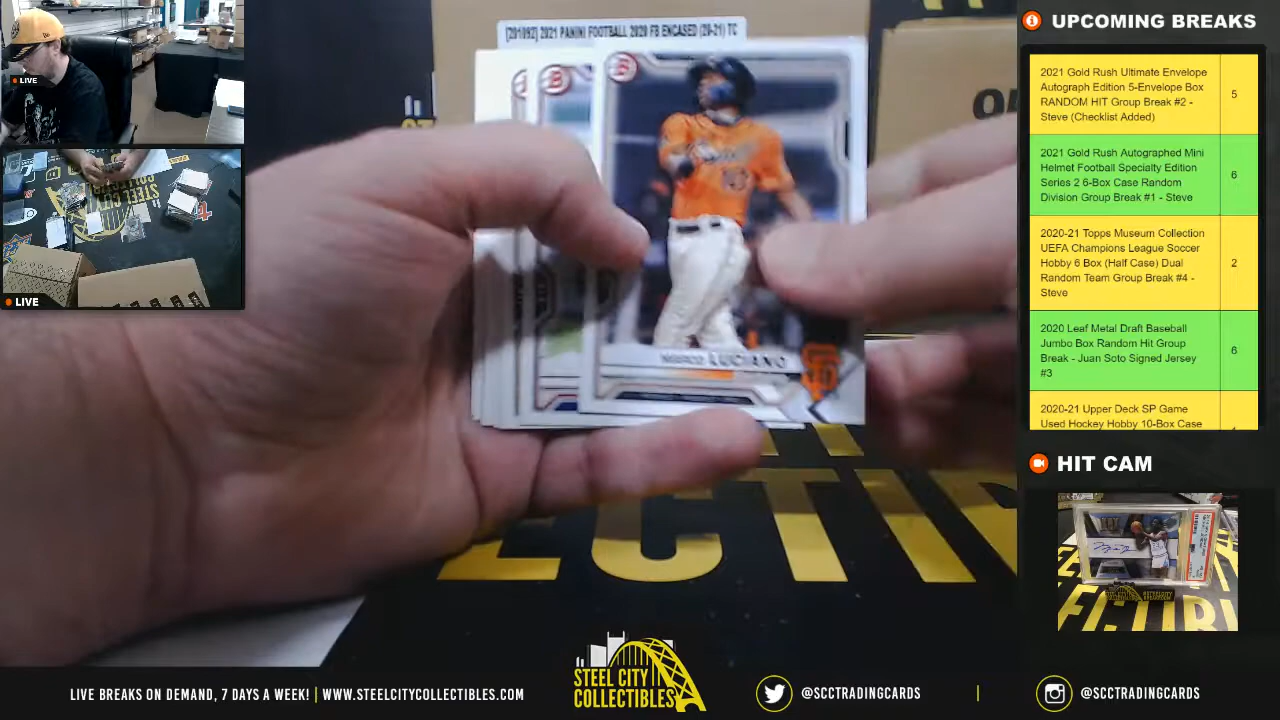 LIVE
LIVE
[201092] 2021 PANINI FOOTBALL 2020 FB ENCASED (20-21) TC
B
B
MARCO LUCIANO
SF
ECTIB
UPCOMING BREAKS
2021 Gold Rush Ultimate Envelope
Autograph Edition 5-Envelope Box
RANDOM HIT Group Break #2 -
Steve (Checklist Added)
5
2021 Gold Rush Autographed Mini
Helmet Football Specialty Edition
Series 2 6-Box Case Random
Division Group Break #1 - Steve
6
2020-21 Topps Museum Collection
UEFA Champions League Soccer
Hobby 6 Box (Half Case) Dual
Random Team Group Break #4 -
Steve
2
2020 Leaf Metal Draft Baseball
Jumbo Box Random Hit Group
Break - Juan Soto Signed Jersey
#3
6
2020-21 Upper Deck SP Game
Used Hockey Hobby 10-Box Case
HIT CAM
LIVE BREAKS ON DEMAND, 7 DAYS A WEEK! | WWW.STEELCITYCOLLECTIBLES.COM
STEEL CITY
COLLECTIBLES
@SCCTRADINGCARDS
@SCCTRADINGCARDS